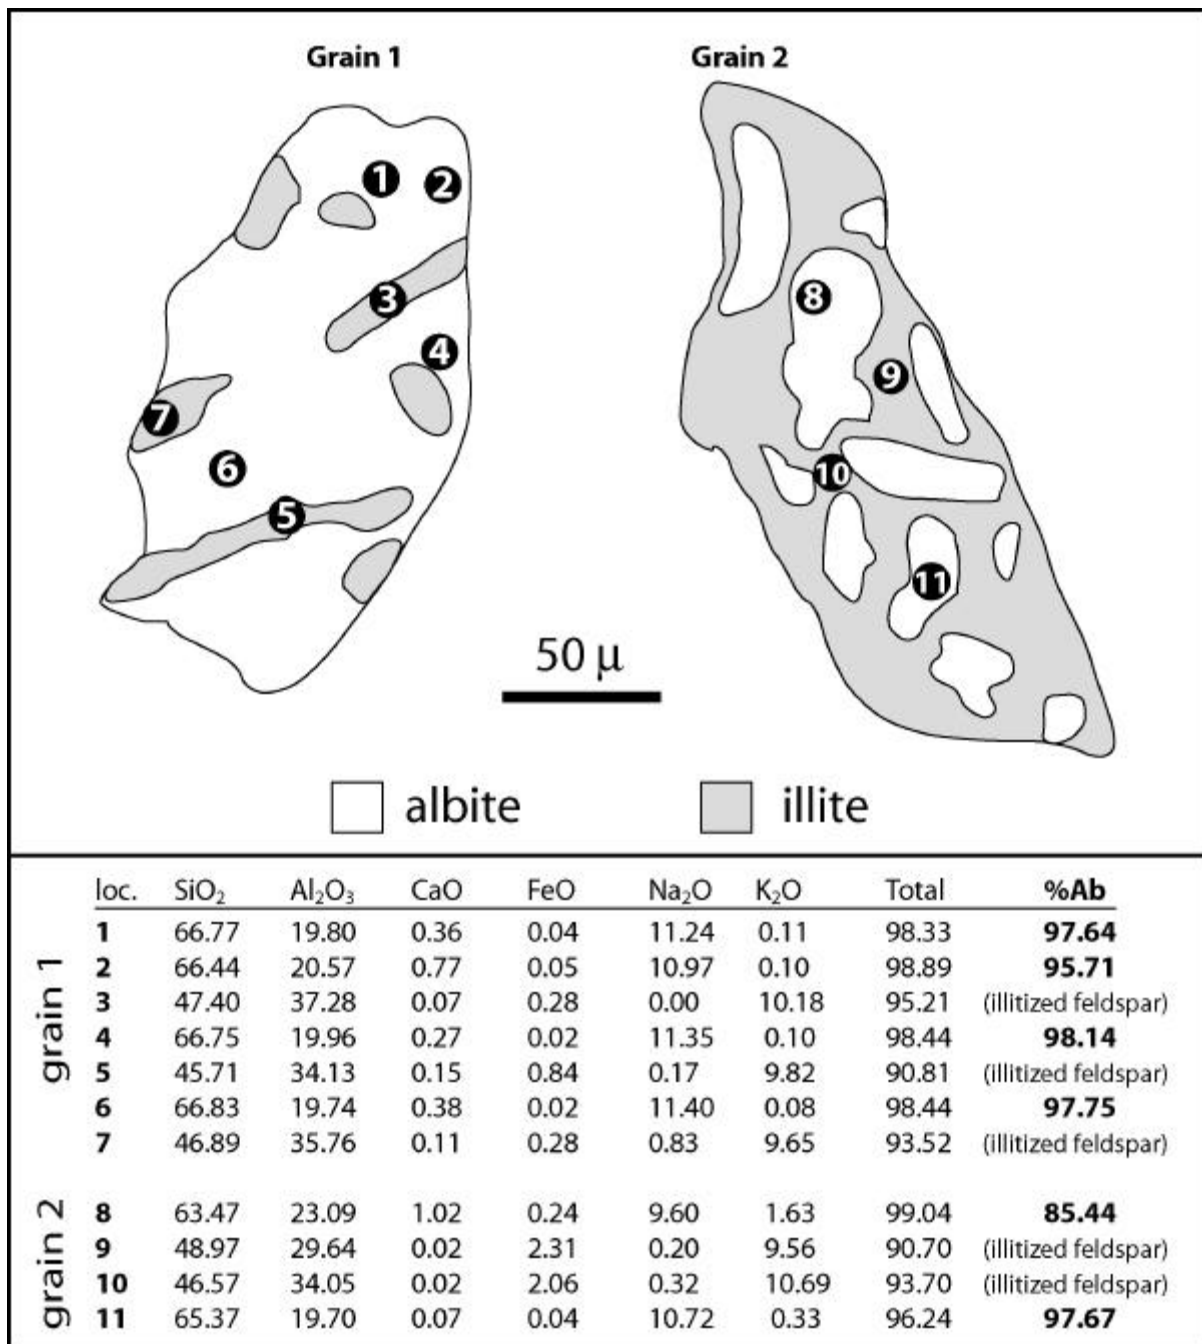 Grain 1 Grain 2
1
2
3
4
5
6
7
8
9
10
11
50 μ
albite illite
loc. SiO₂ Al₂O₃ CaO FeO Na₂O K₂O Total %Ab
grain 1
1 66.77 19.80 0.36 0.04 11.24 0.11 98.33 97.64
2 66.44 20.57 0.77 0.05 10.97 0.10 98.89 95.71
3 47.40 37.28 0.07 0.28 0.00 10.18 95.21 (illitized feldspar)
4 66.75 19.96 0.27 0.02 11.35 0.10 98.44 98.14
5 45.71 34.13 0.15 0.84 0.17 9.82 90.81 (illitized feldspar)
6 66.83 19.74 0.38 0.02 11.40 0.08 98.44 97.75
7 46.89 35.76 0.11 0.28 0.83 9.65 93.52 (illitized feldspar)
grain 2
8 63.47 23.09 1.02 0.24 9.60 1.63 99.04 85.44
9 48.97 29.64 0.02 2.31 0.20 9.56 90.70 (illitized feldspar)
10 46.57 34.05 0.02 2.06 0.32 10.69 93.70 (illitized feldspar)
11 65.37 19.70 0.07 0.04 10.72 0.33 96.24 97.67